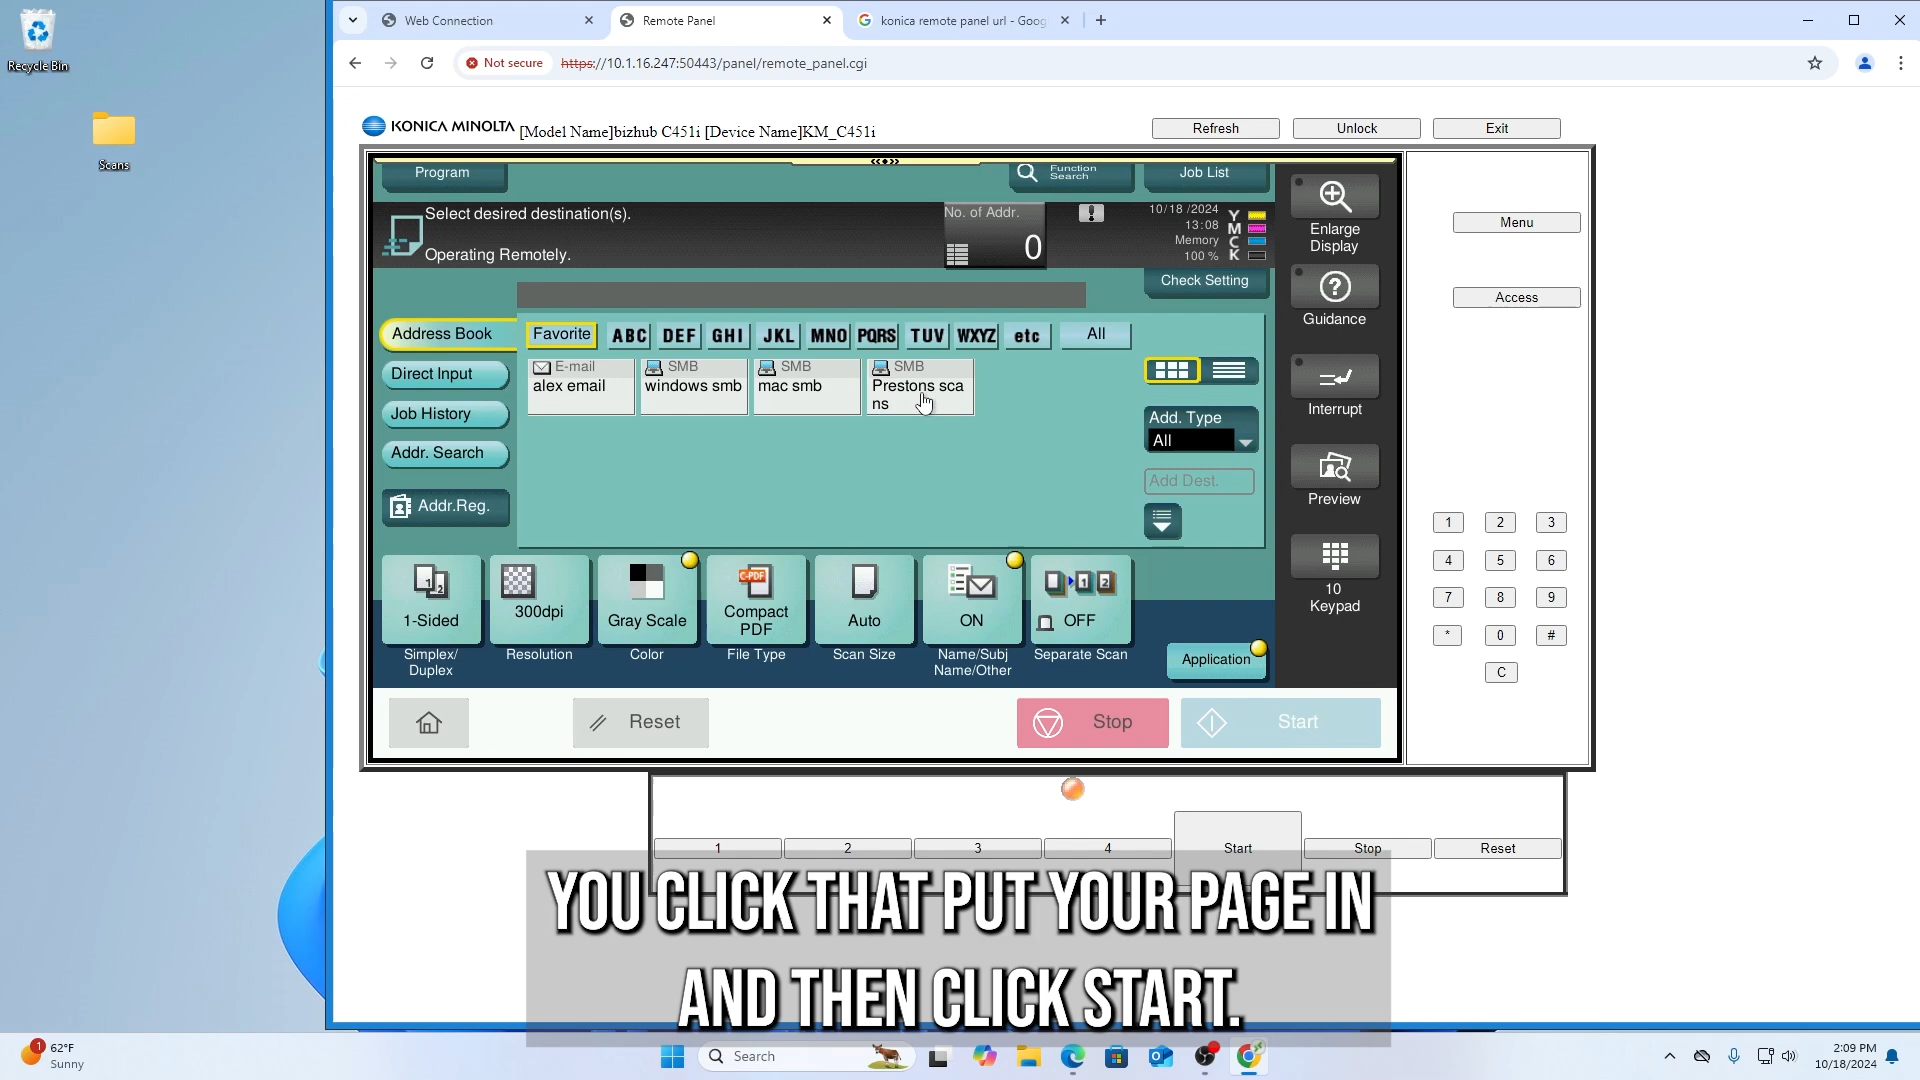 Recycle Bin
Scans
Web Connection
Remote Panel
konica remote panel url - Goog
Not secure
https://10.1.16.247:50443/panel/remote_panel.cgi
KONICA MINOLTA [Model Name]bizhub C451i [Device Name]KM_C451i
Refresh
Unlock
Exit
Program
Function
Search
Job List
Select desired destination(s).
Operating Remotely.
No. of Addr.
0
10/18 /2024
13:08
Memory
100 %
Y
M
C
K
Enlarge
Display
Menu
Access
Check Setting
Guidance
Address Book
Favorite
ABC
DEF
GHI
JKL
MNO
PQRS
TUV
WXYZ
etc
All
Direct Input
Job History
Addr. Search
Addr.Reg.
E-mail
alex email
SMB
windows smb
SMB
mac smb
SMB
Prestons sca
ns
Add. Type
All
Add Dest.
Interrupt
Preview
10
Keypad
1 2 3
4 5 6
7 8 9
* 0 #
C
1-Sided
Simplex/
Duplex
300dpi
Resolution
Gray Scale
Color
C-PDF
Compact
PDF
File Type
Auto
Scan Size
ON
Name/Subj
Name/Other
OFF
Separate Scan
Application
Reset
Stop
Start
1
2
3
4
Start
Stop
Reset
YOU CLICK THAT PUT YOUR PAGE IN
AND THEN CLICK START.
1
62°F
Sunny
Search
2:09 PM
10/18/2024